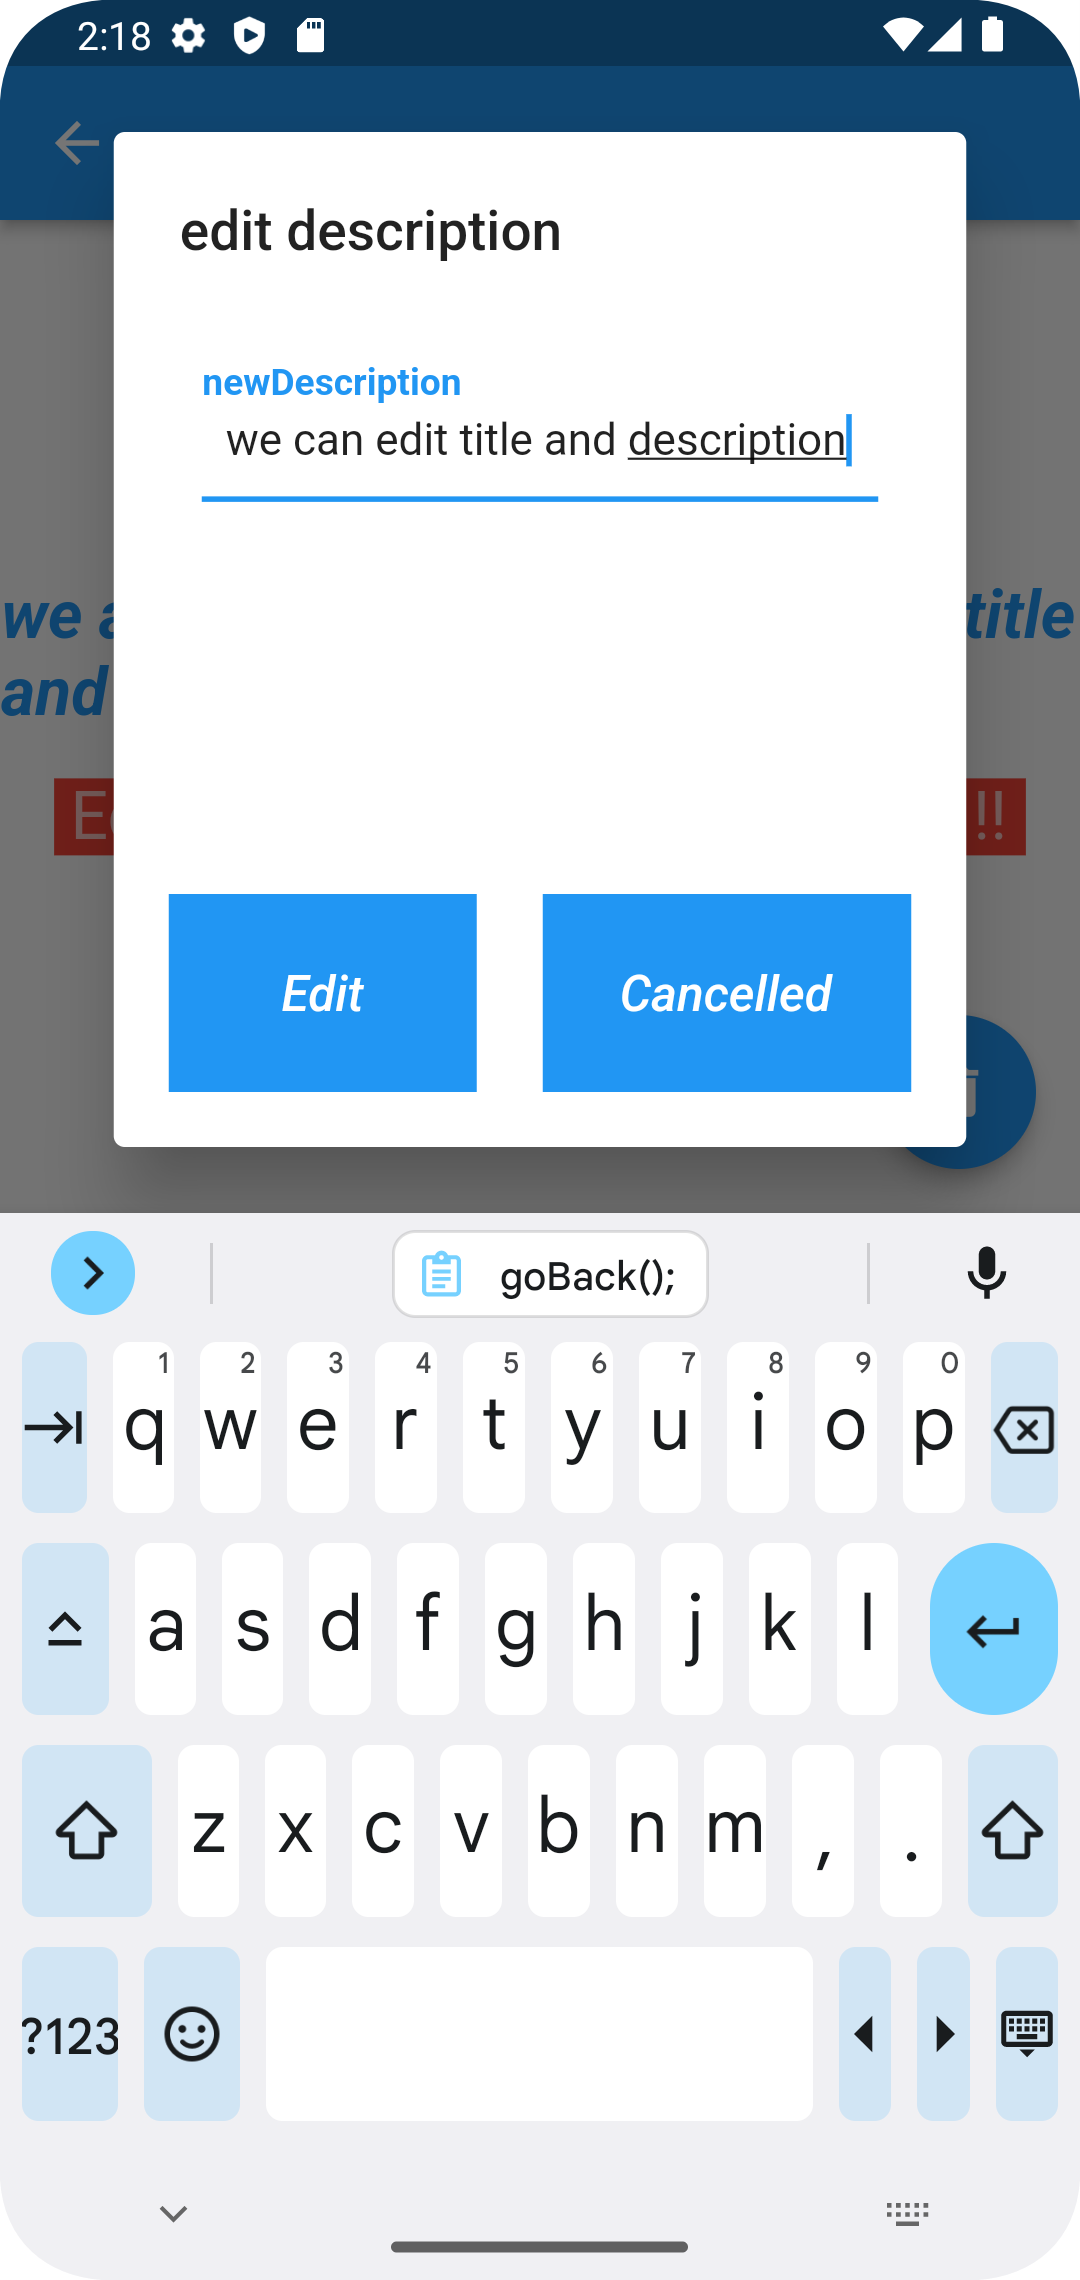 2:18
edit description
newDescription
we can edit title and description
we a
title
and
E
!!
Edit
Cancelled
goBack();
1 2 3 4 5 6 7 8 9 0
q w e r t y u i o p
a s d f g h j k l
z x c v b n m , .
?123